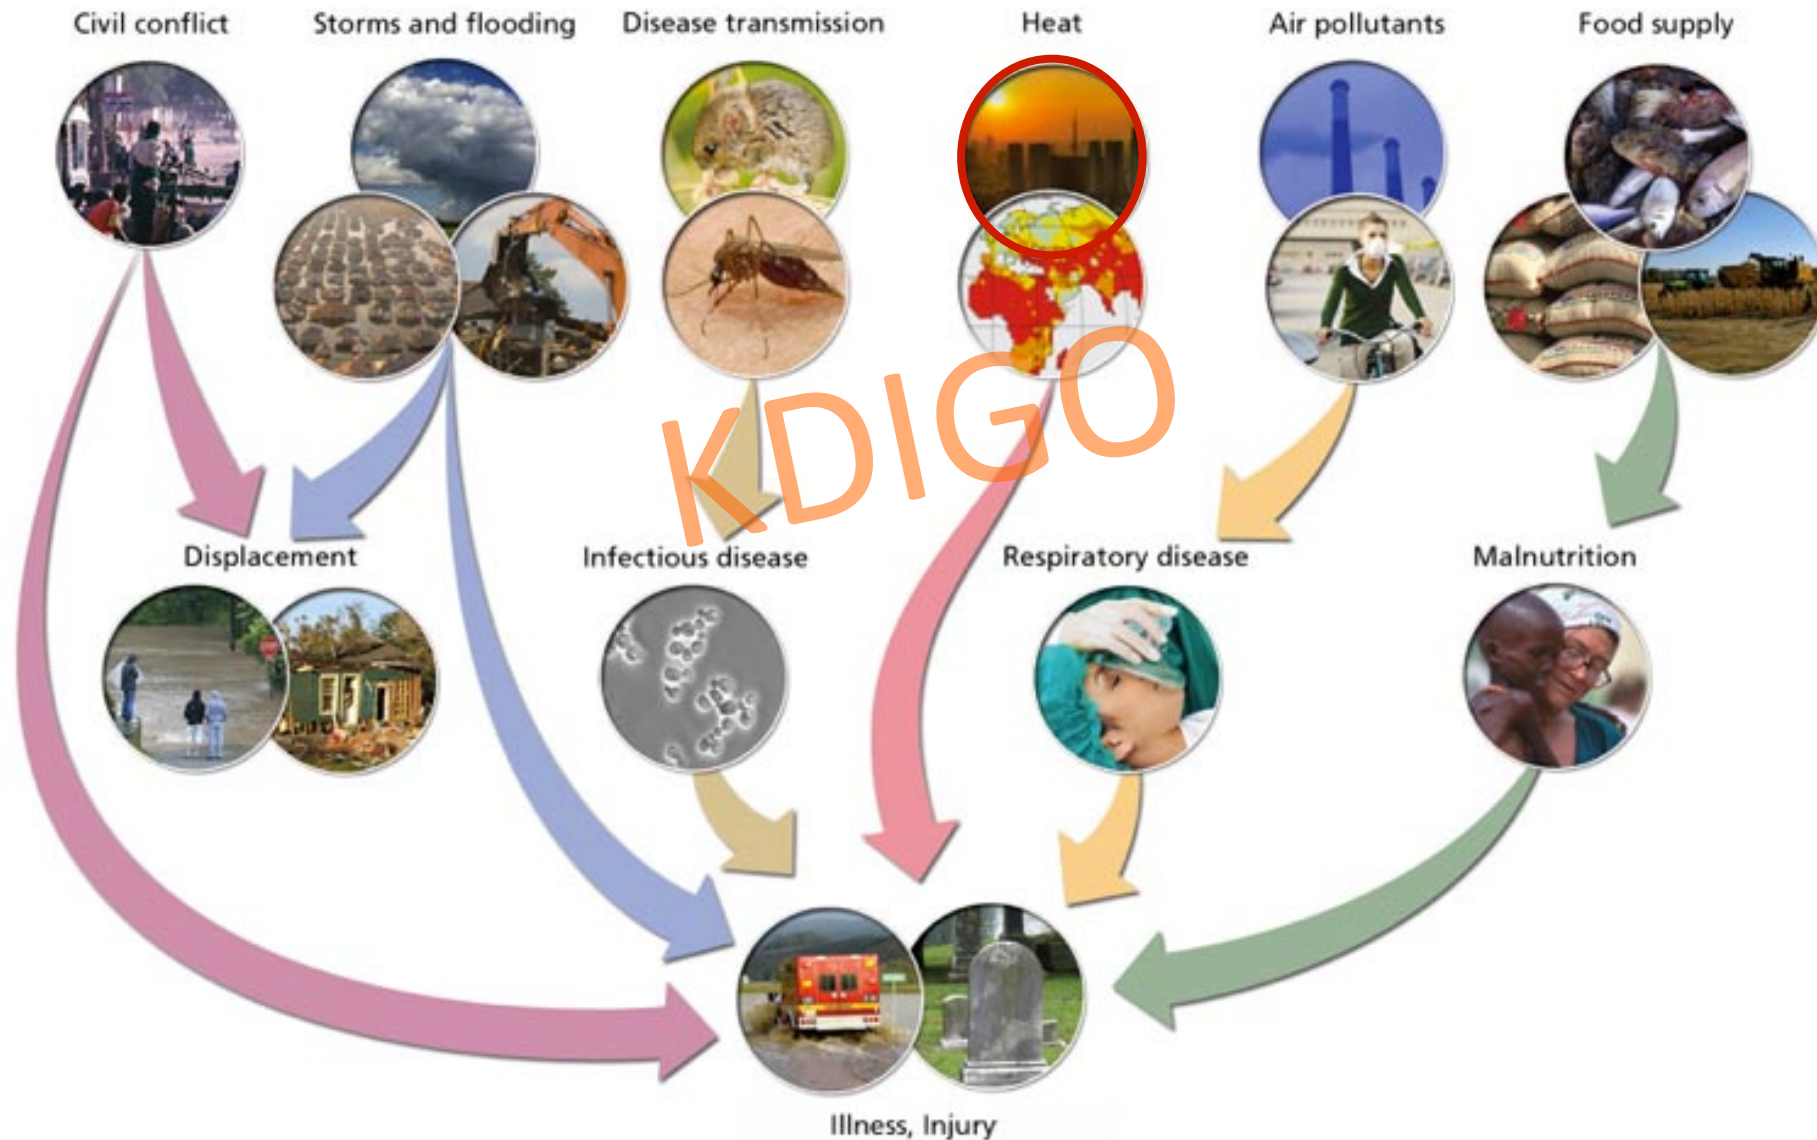 Civil conflict
Storms and flooding
Disease transmission
Heat
Air pollutants
Food supply
KDIGO
Displacement
Infectious disease
Respiratory disease
Malnutrition
Illness, Injury